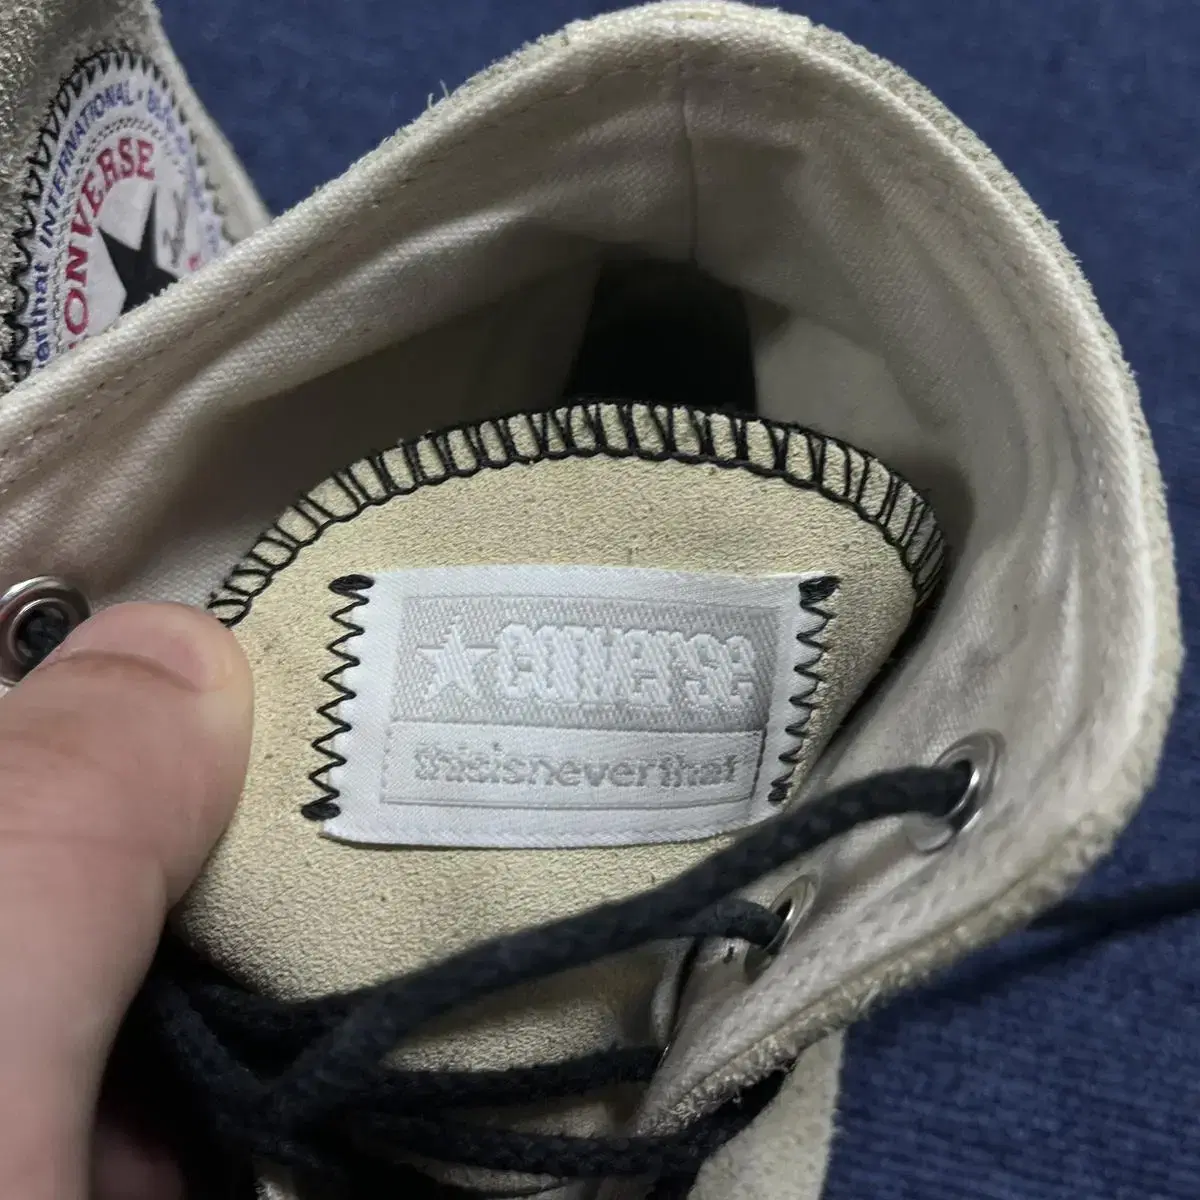 INTERNATIONAL
CONVERSE
CONVERSE
thisisneverthat